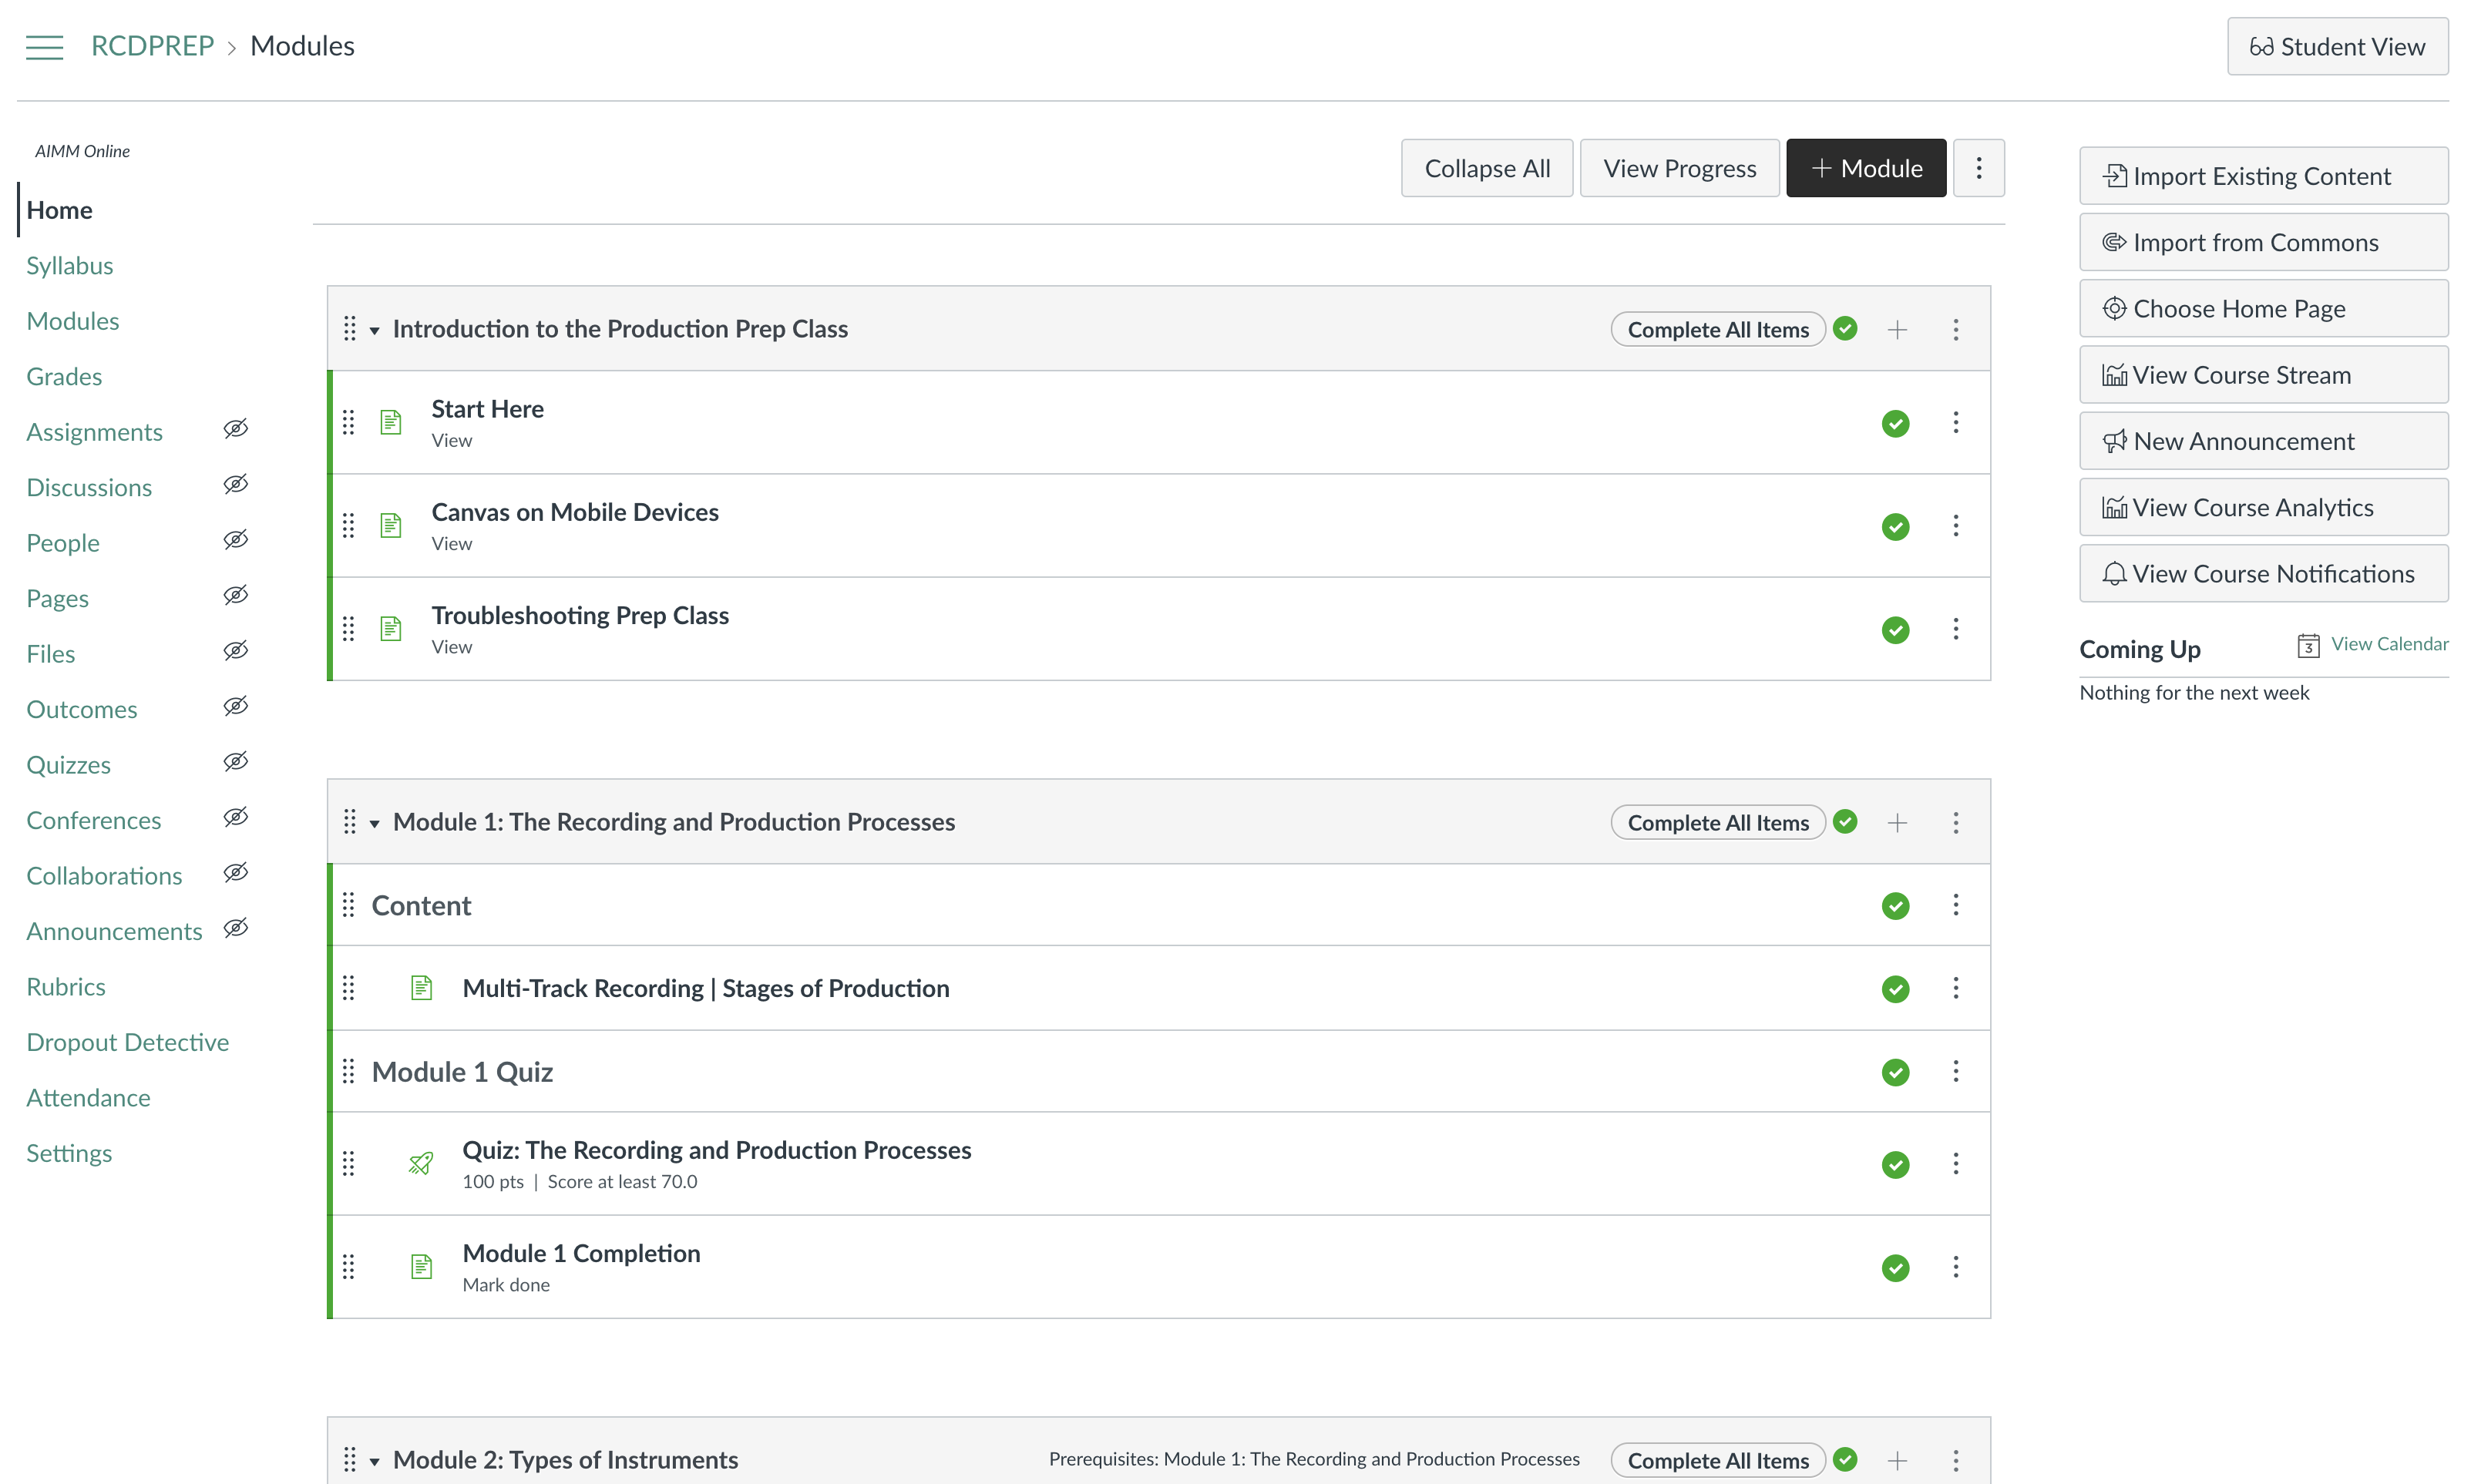 RCDPREP > Modules
Student View
AIMM Online
Home
Syllabus
Modules
Grades
Assignments
Discussions
People
Pages
Files
Outcomes
Quizzes
Conferences
Collaborations
Announcements
Rubrics
Dropout Detective
Attendance
Settings
Collapse All
View Progress
+ Module
Introduction to the Production Prep Class
Complete All Items
Start Here
View
Canvas on Mobile Devices
View
Troubleshooting Prep Class
View
Module 1: The Recording and Production Processes
Complete All Items
Content
Multi-Track Recording | Stages of Production
Module 1 Quiz
Quiz: The Recording and Production Processes
100 pts | Score at least 70.0
Module 1 Completion
Mark done
Module 2: Types of Instruments
Prerequisites: Module 1: The Recording and Production Processes
Complete All Items
Import Existing Content
Import from Commons
Choose Home Page
View Course Stream
New Announcement
View Course Analytics
View Course Notifications
Coming Up
3 View Calendar
Nothing for the next week